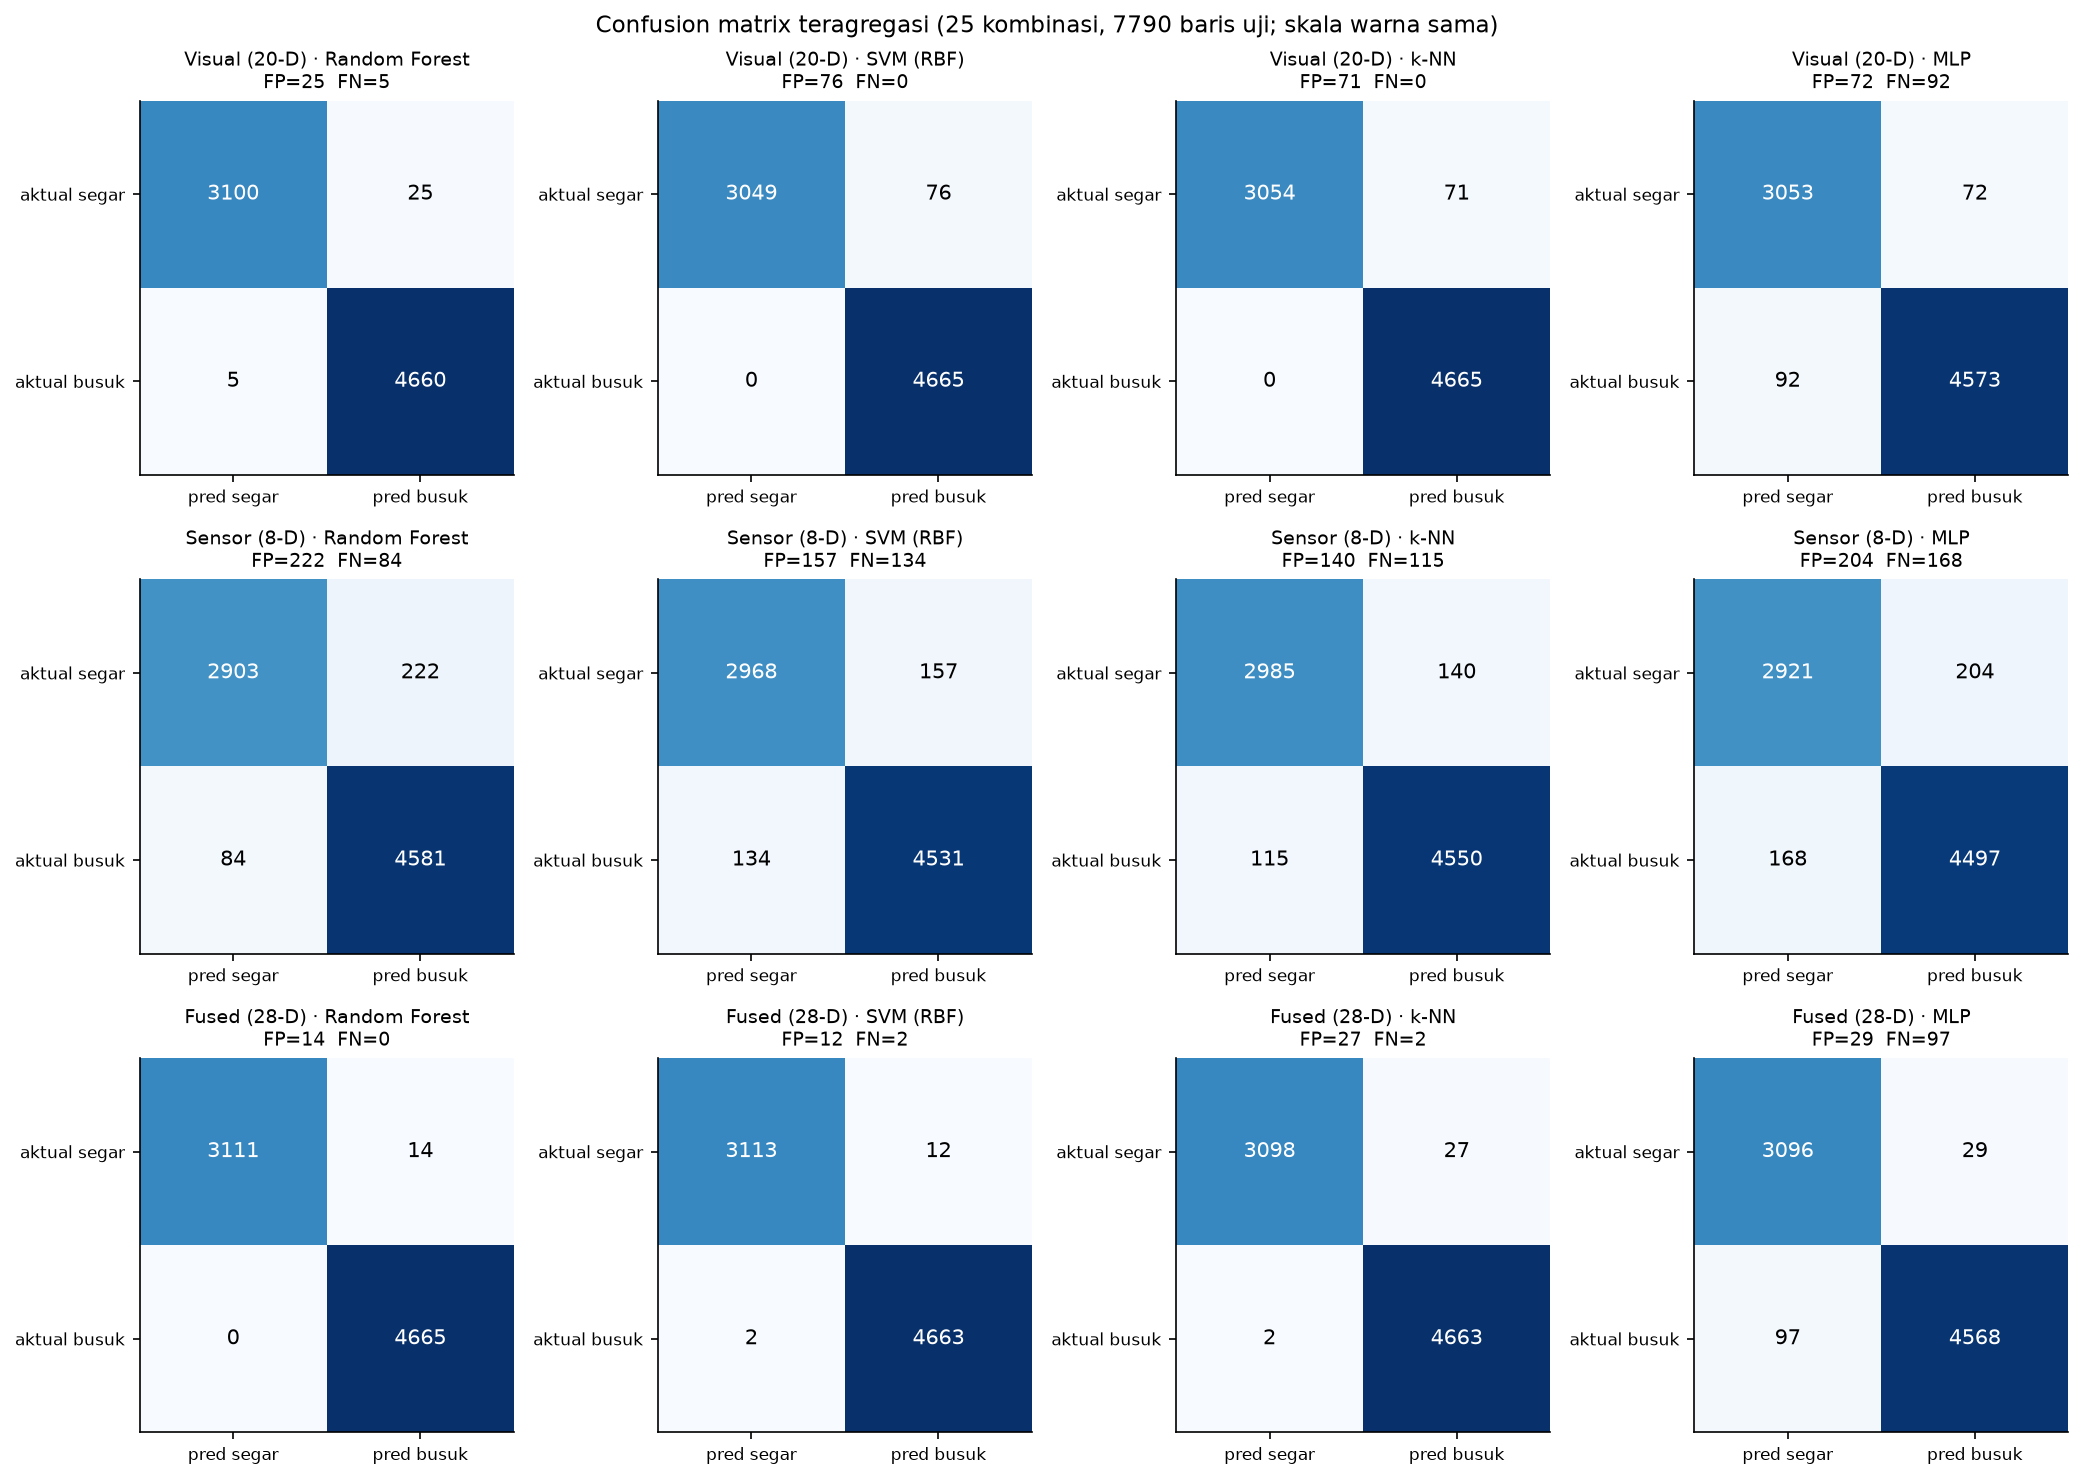 Confusion matrix teragregasi (25 kombinasi, 7790 baris uji; skala warna sama)
Visual (20-D) · Random Forest
FP=25  FN=5
aktual segar
3100
25
aktual busuk
5
4660
pred segar
pred busuk
Visual (20-D) · SVM (RBF)
FP=76  FN=0
aktual segar
3049
76
aktual busuk
0
4665
pred segar
pred busuk
Visual (20-D) · k-NN
FP=71  FN=0
aktual segar
3054
71
aktual busuk
0
4665
pred segar
pred busuk
Visual (20-D) · MLP
FP=72  FN=92
aktual segar
3053
72
aktual busuk
92
4573
pred segar
pred busuk
Sensor (8-D) · Random Forest
FP=222  FN=84
aktual segar
2903
222
aktual busuk
84
4581
pred segar
pred busuk
Sensor (8-D) · SVM (RBF)
FP=157  FN=134
aktual segar
2968
157
aktual busuk
134
4531
pred segar
pred busuk
Sensor (8-D) · k-NN
FP=140  FN=115
aktual segar
2985
140
aktual busuk
115
4550
pred segar
pred busuk
Sensor (8-D) · MLP
FP=204  FN=168
aktual segar
2921
204
aktual busuk
168
4497
pred segar
pred busuk
Fused (28-D) · Random Forest
FP=14  FN=0
aktual segar
3111
14
aktual busuk
0
4665
pred segar
pred busuk
Fused (28-D) · SVM (RBF)
FP=12  FN=2
aktual segar
3113
12
aktual busuk
2
4663
pred segar
pred busuk
Fused (28-D) · k-NN
FP=27  FN=2
aktual segar
3098
27
aktual busuk
2
4663
pred segar
pred busuk
Fused (28-D) · MLP
FP=29  FN=97
aktual segar
3096
29
aktual busuk
97
4568
pred segar
pred busuk